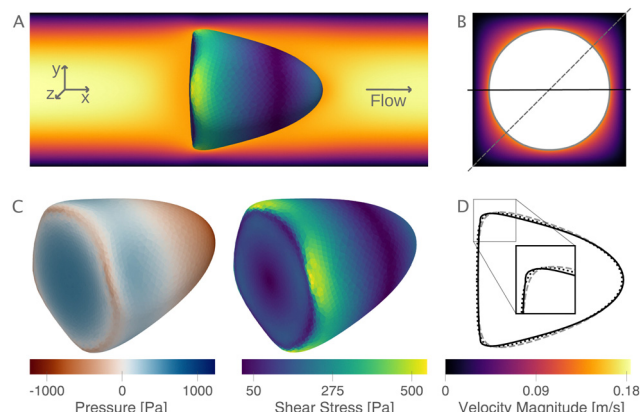 A
B
y
z
x
Flow
C
D
-1000 0 1000
Pressure [Pa]
50 275 500
Shear Stress [Pa]
0 0.09 0.18
Velocity Magnitude [m/s]